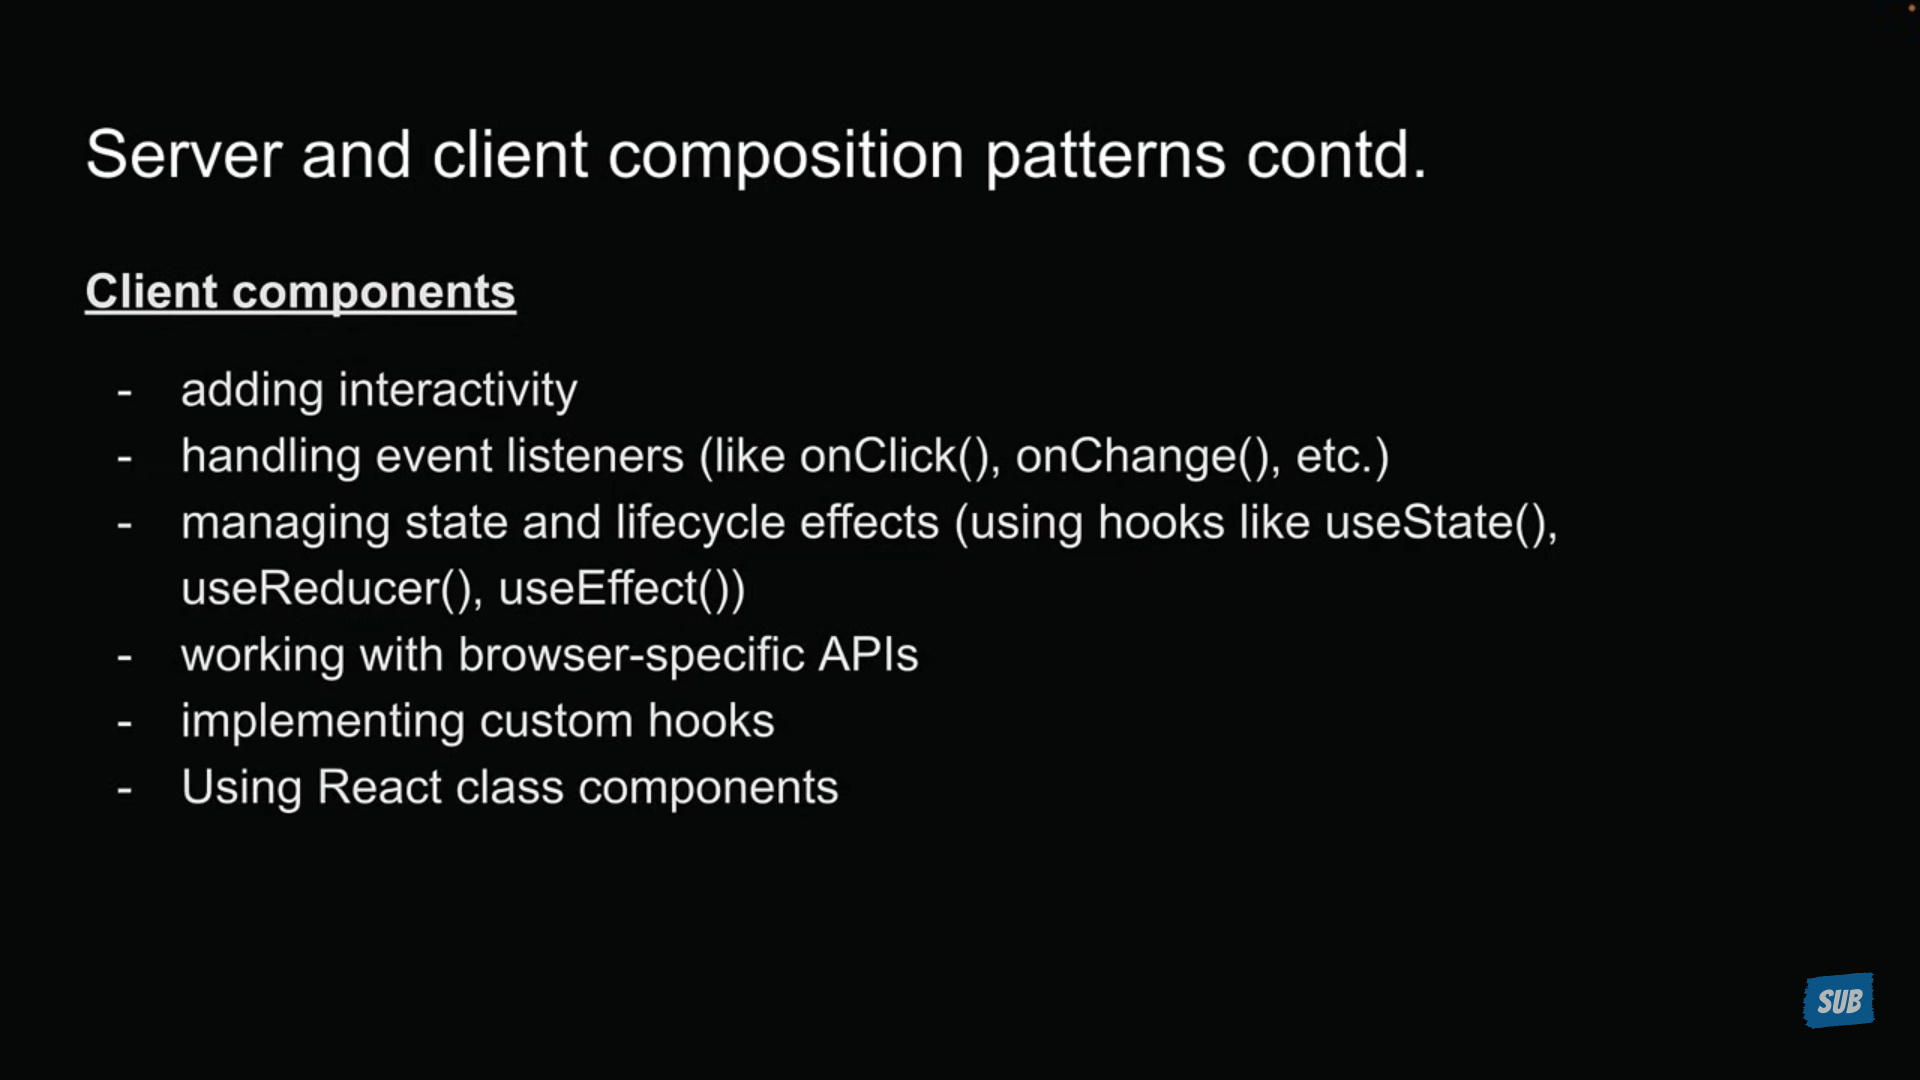 Server and client composition patterns contd.
Client components
- adding interactivity
- handling event listeners (like onClick(), onChange(), etc.)
- managing state and lifecycle effects (using hooks like useState(),
useReducer(), useEffect())
- working with browser-specific APIs
- implementing custom hooks
- Using React class components
SUB